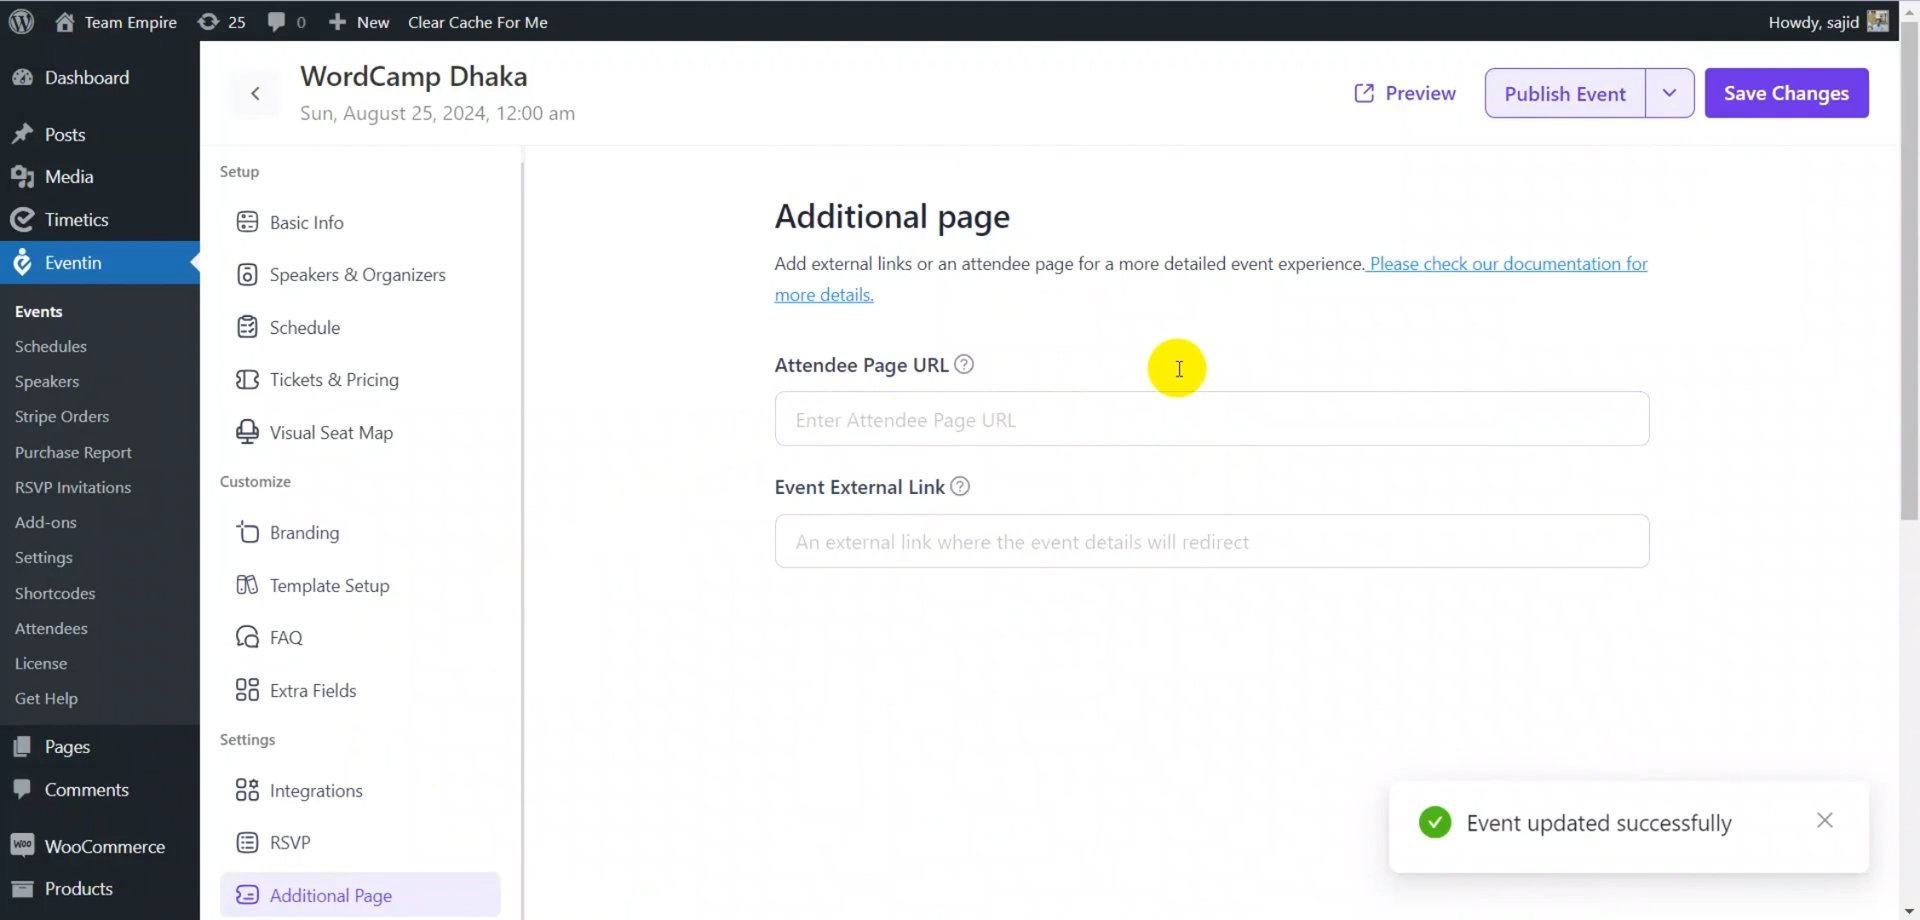 Team Empire
25
0
New
Clear Cache For Me
Howdy, sajid
Dashboard
Posts
Media
Timetics
Eventin
Events
Schedules
Speakers
Stripe Orders
Purchase Report
RSVP Invitations
Add-ons
Settings
Shortcodes
Attendees
License
Get Help
Pages
Comments
Woo
WooCommerce
Products
WordCamp Dhaka
Sun, August 25, 2024, 12:00 am
Preview
Publish Event
Save Changes
Setup
Basic Info
Speakers & Organizers
Schedule
Tickets & Pricing
Visual Seat Map
Customize
Branding
Template Setup
FAQ
Extra Fields
Settings
Integrations
RSVP
Additional Page
Additional page
Add external links or an attendee page for a more detailed event experience. Please check our documentation for
more details.
Attendee Page URL ?
Enter Attendee Page URL
Event External Link ?
An external link where the event details will redirect
Event updated successfully